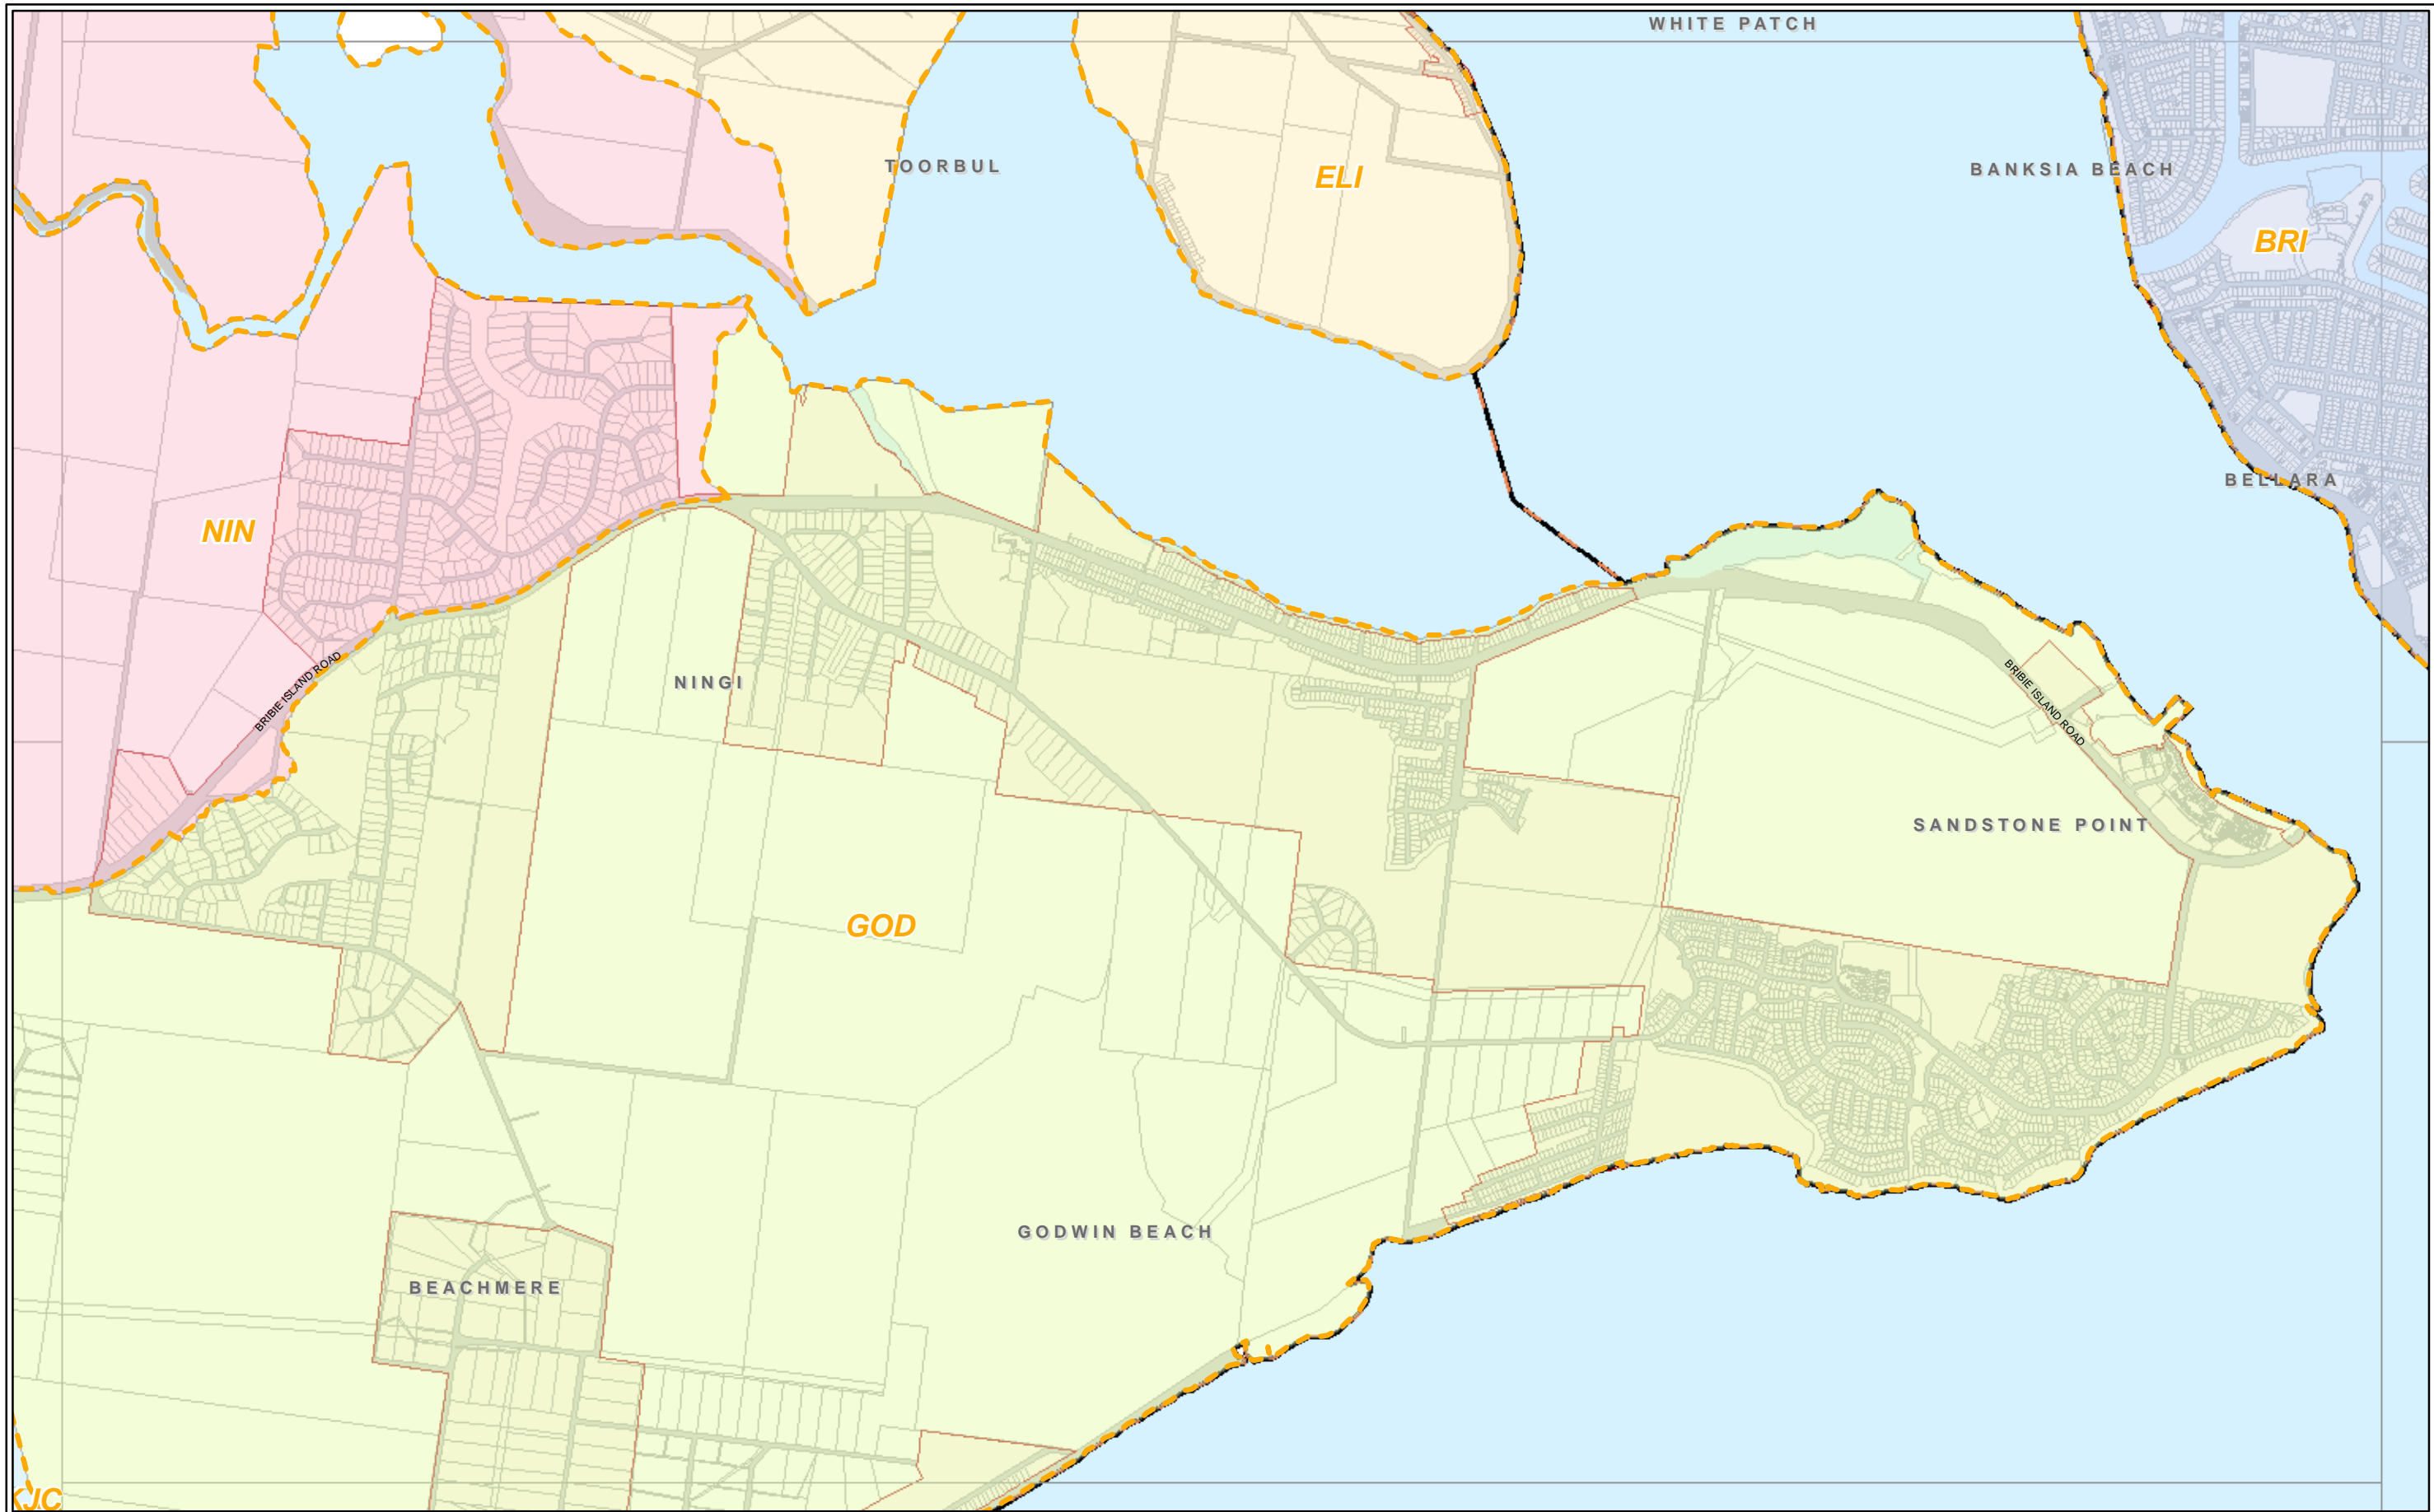 WHITE PATCH
TOORBUL
BANKSIA BEACH
ELI
BRI
BELLARA
NIN
BRIBIE ISLAND ROAD
NINGI
BRIBIE ISLAND ROAD
SANDSTONE POINT
GOD
GODWIN BEACH
BEACHMERE
KJC